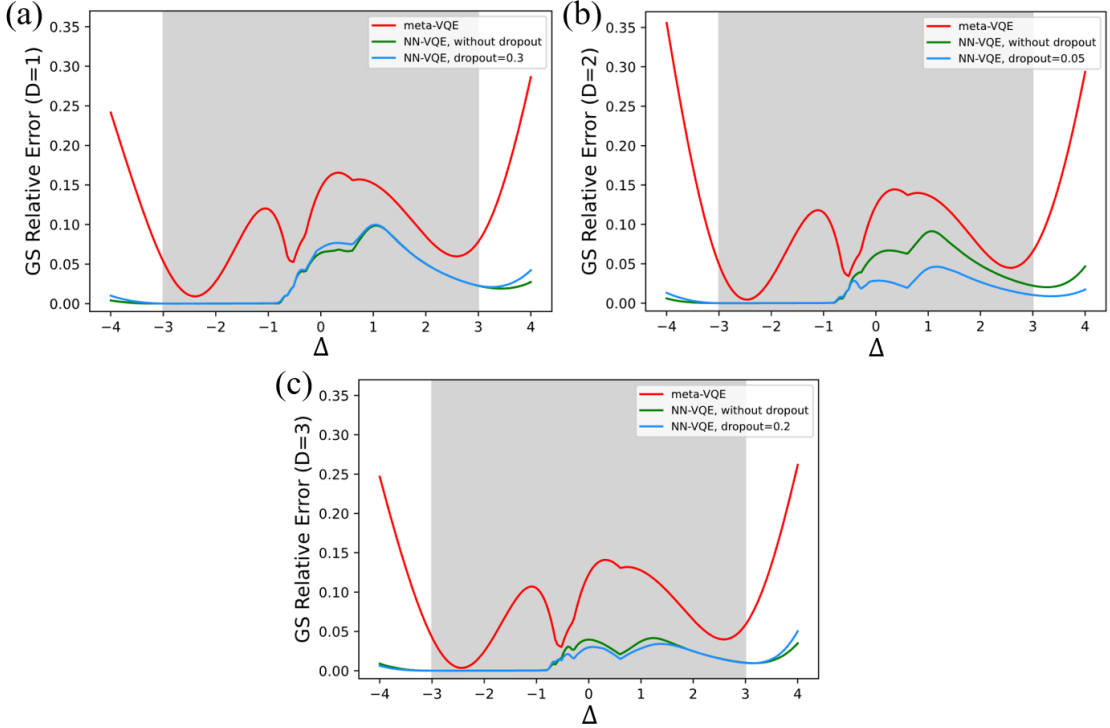 (a)
GS Relative Error (D=1)
0.35
0.30
0.25
0.20
0.15
0.10
0.05
0.00
meta-VQE
NN-VQE, without dropout
NN-VQE, dropout=0.3
−4 −3 −2 −1 0 1 2 3 4
Δ
(b)
GS Relative Error (D=2)
0.35
0.30
0.25
0.20
0.15
0.10
0.05
0.00
meta-VQE
NN-VQE, without dropout
NN-VQE, dropout=0.05
−4 −3 −2 −1 0 1 2 3 4
Δ
(c)
GS Relative Error (D=3)
0.35
0.30
0.25
0.20
0.15
0.10
0.05
0.00
meta-VQE
NN-VQE, without dropout
NN-VQE, dropout=0.2
−4 −3 −2 −1 0 1 2 3 4
Δ